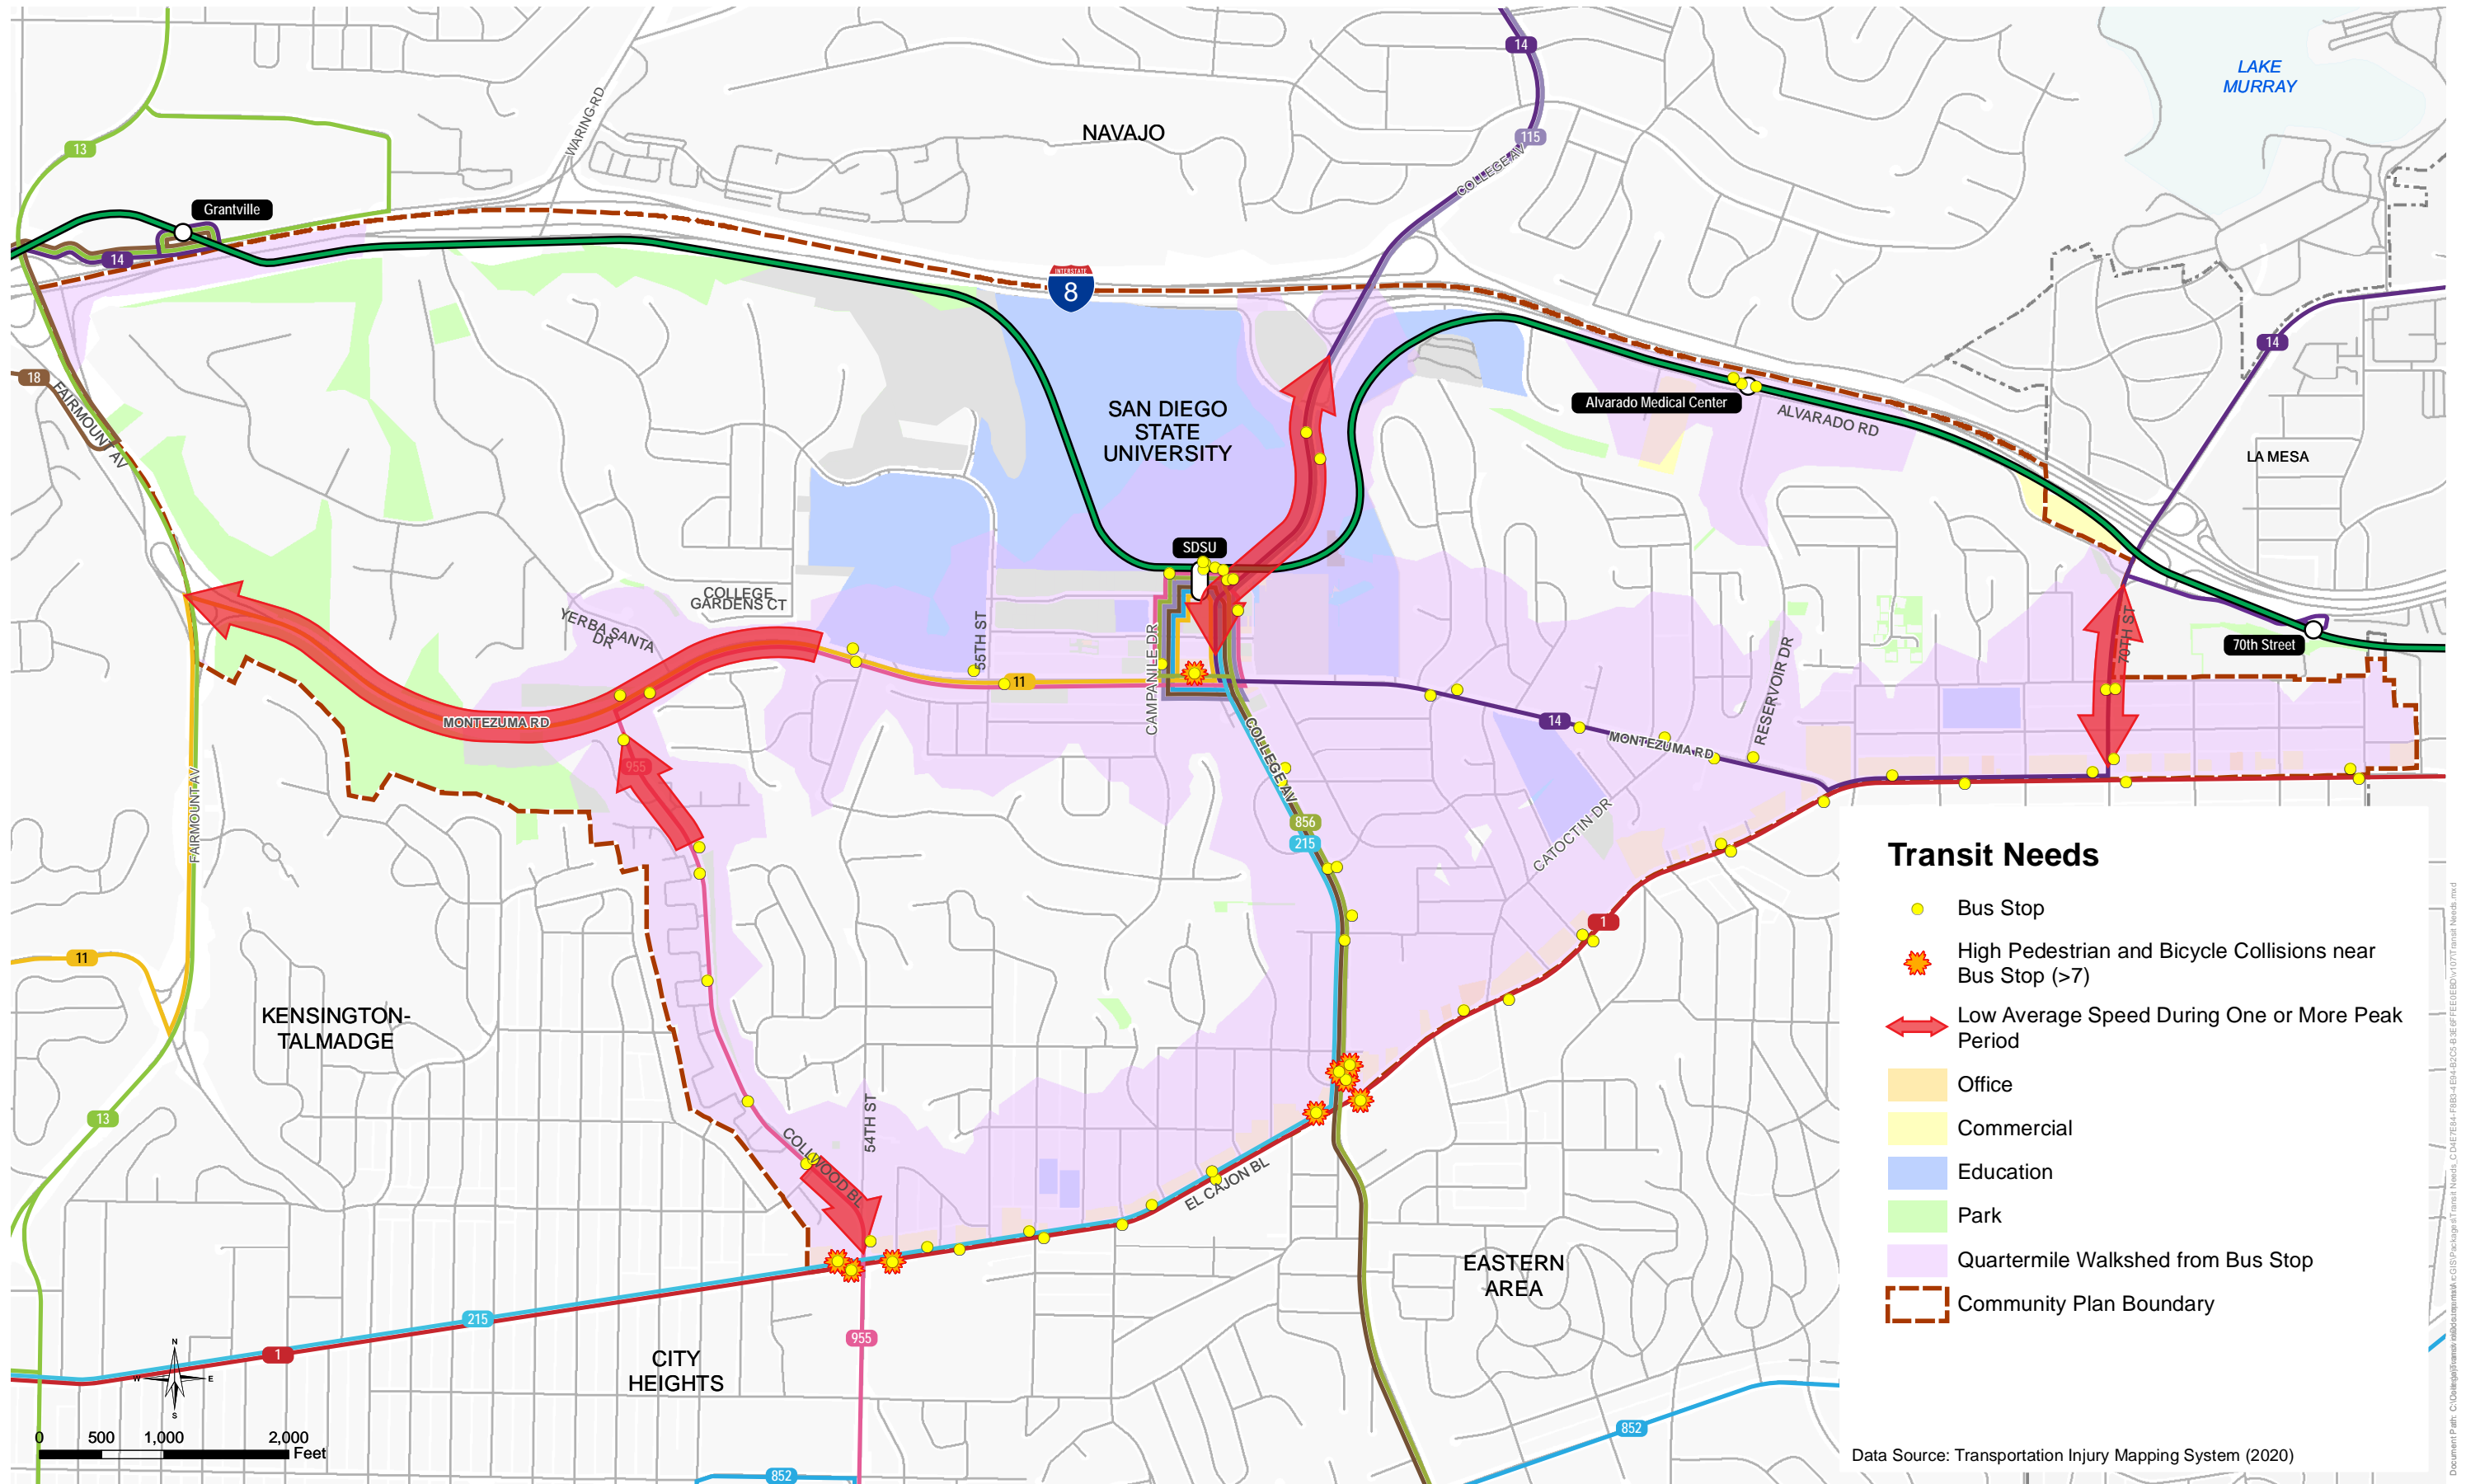 14
LAKE
MURRAY
WARING RD
NAVAJO
115
13
COLLEGE AV
Grantville
14
INTERSTATE
8
14
18
FAIRMOUNT AV
SAN DIEGO
STATE
UNIVERSITY
Alvarado Medical Center
ALVARADO RD
LA MESA
SDSU
COLLEGE
GARDENS CT
YERBA SANTA
DR
55TH ST
CAMPANILE DR
RESERVOIR DR
70TH ST
70th Street
11
MONTEZUMA RD
14
MONTEZUMA RD
955
COLLEGE AV
FAIRMOUNT AV
856
215
CATOCTIN DR
1
11
KENSINGTON-
TALMADGE
13
54TH ST
COLLWOOD BL
EL CAJON BL
EASTERN
AREA
215
955
1
CITY
HEIGHTS
852
852
N
W
E
S
0 500 1,000 2,000
Feet
Transit Needs
Bus Stop
High Pedestrian and Bicycle Collisions near
Bus Stop (>7)
Low Average Speed During One or More Peak
Period
Office
Commercial
Education
Park
Quartermile Walkshed from Bus Stop
Community Plan Boundary
Data Source: Transportation Injury Mapping System (2020)